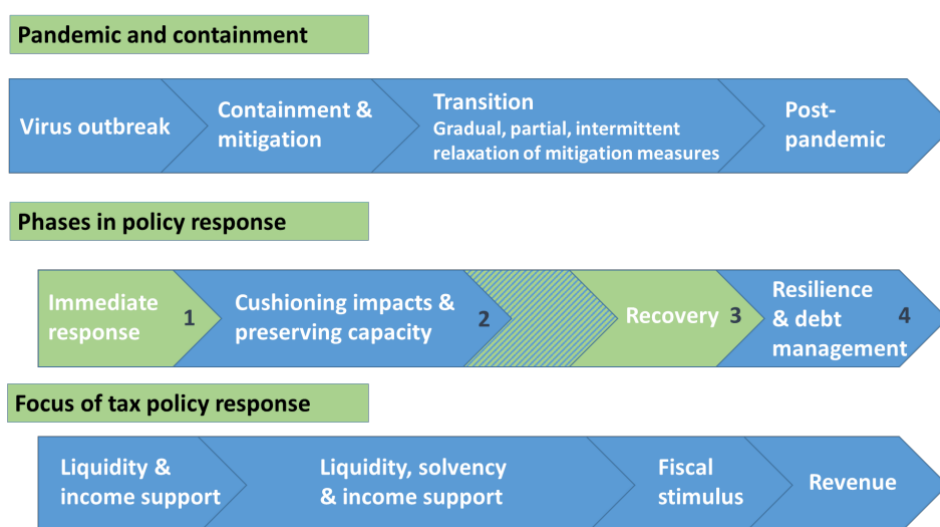 Pandemic and containment
Virus outbreak
Containment &
mitigation
Transition
Gradual, partial, intermittent
relaxation of mitigation measures
Post-
pandemic
Phases in policy response
Immediate
response
1
Cushioning impacts &
preserving capacity
2
Recovery
3
Resilience
& debt
management
4
Focus of tax policy response
Liquidity &
income support
Liquidity, solvency
& income support
Fiscal
stimulus
Revenue